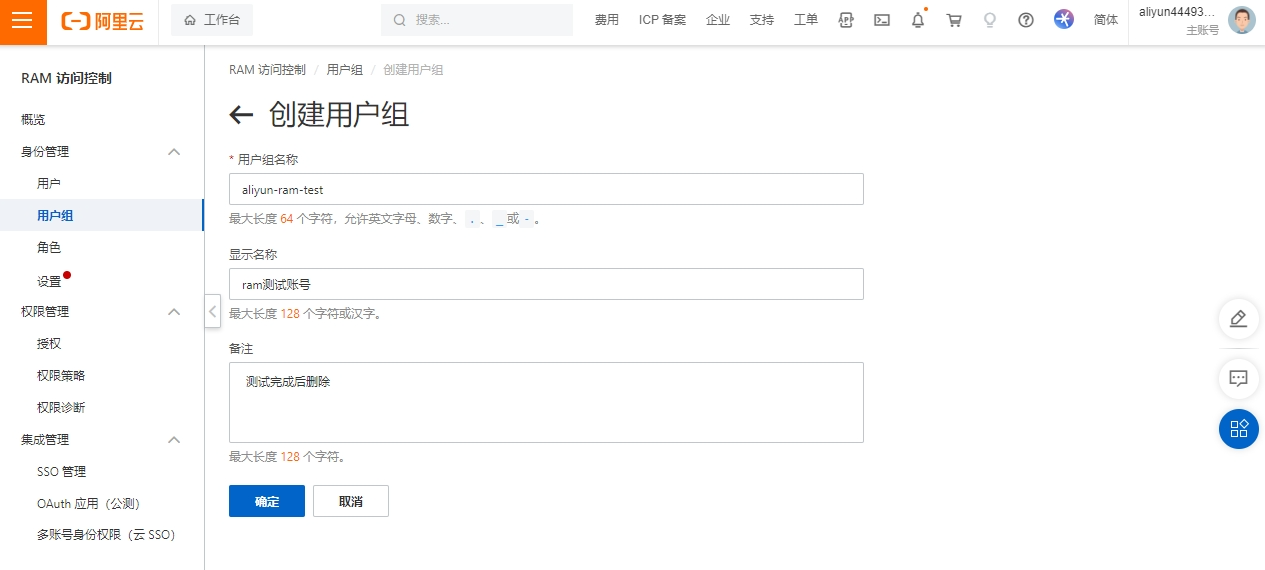 阿里云
工作台
搜索...
费用 ICP 备案 企业 支持 工单 简体
aliyun44493...
主账号
RAM 访问控制
概览
身份管理
用户
用户组
角色
设置
权限管理
授权
权限策略
权限诊断
集成管理
SSO 管理
OAuth 应用（公测）
多账号身份权限（云 SSO）
RAM 访问控制 / 用户组 / 创建用户组
创建用户组
* 用户组名称
aliyun-ram-test
最大长度 64 个字符，允许英文字母、数字、 . 、 _ 或 - 。
显示名称
ram测试账号
最大长度 128 个字符或汉字。
备注
测试完成后删除
最大长度 128 个字符。
确定 取消